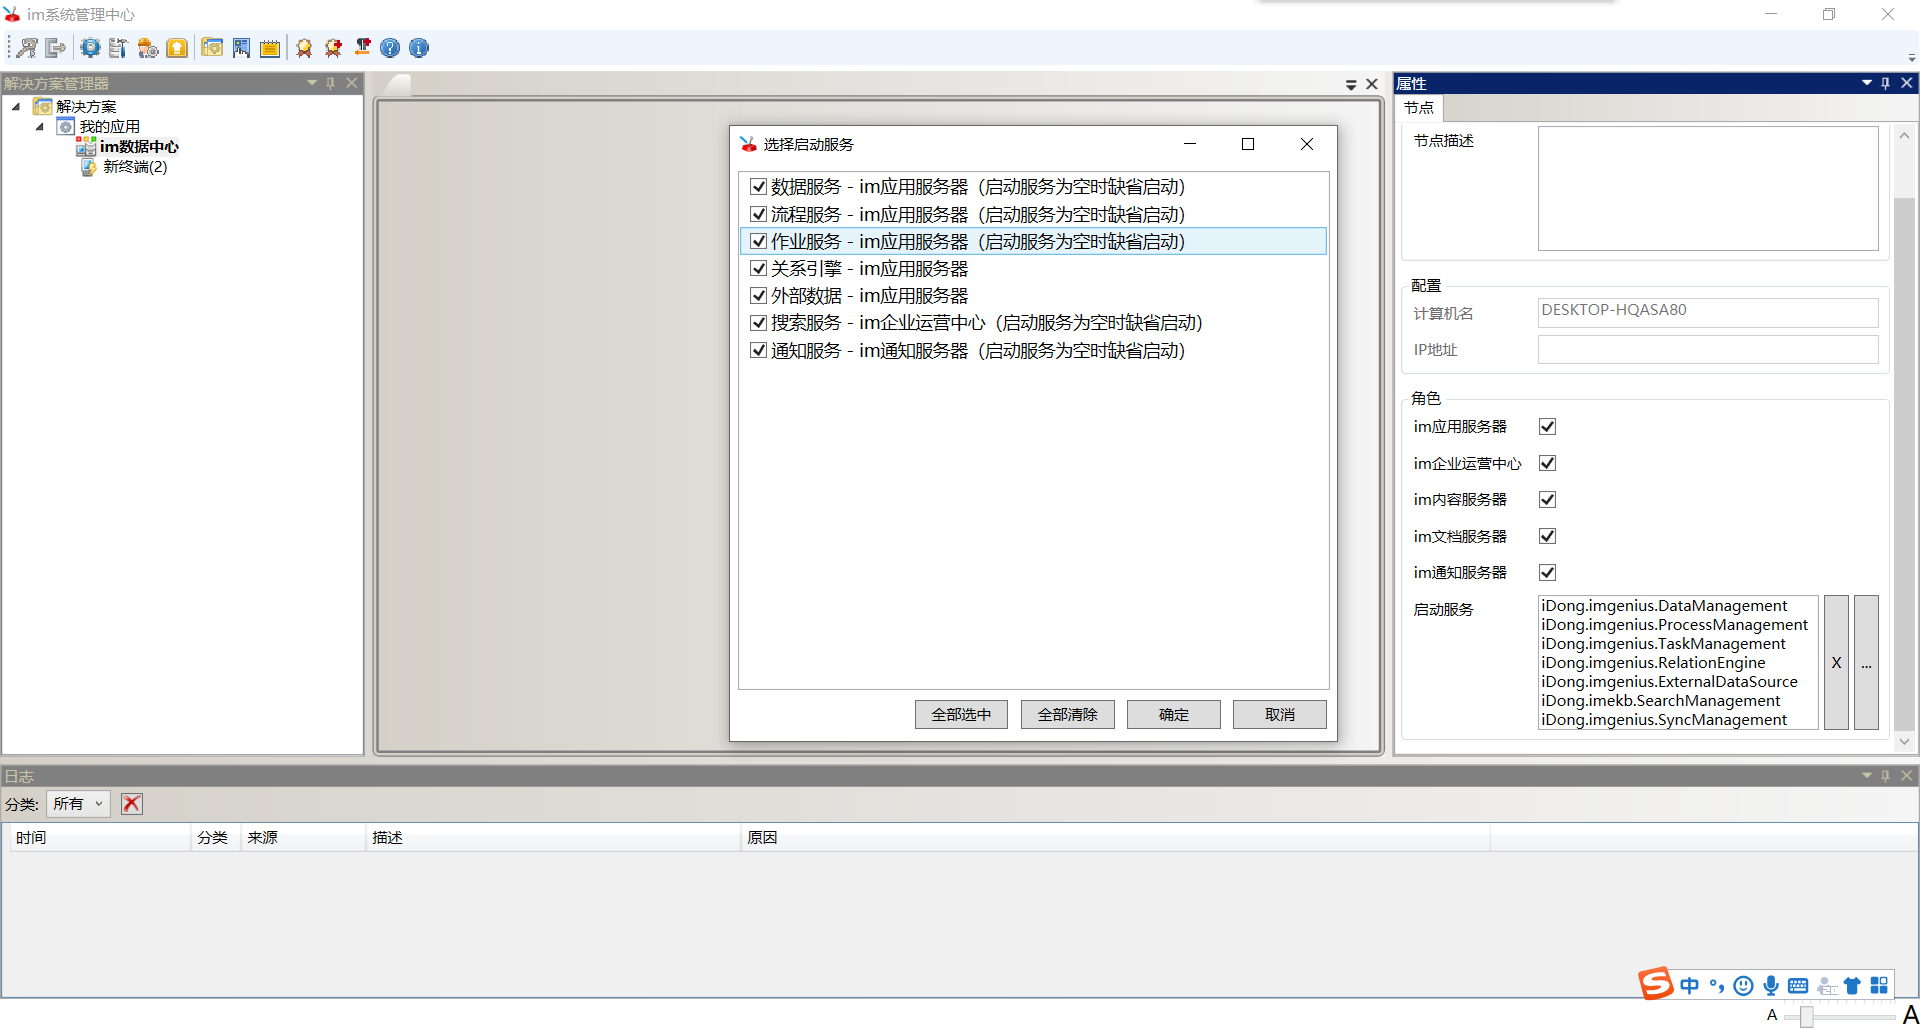 im系统管理中心
解决方案管理器
解决方案
我的应用
im数据中心
新终端(2)
选择启动服务
数据服务 - im应用服务器（启动服务为空时缺省启动）
流程服务 - im应用服务器（启动服务为空时缺省启动）
作业服务 - im应用服务器（启动服务为空时缺省启动）
关系引擎 - im应用服务器
外部数据 - im应用服务器
搜索服务 - im企业运营中心（启动服务为空时缺省启动）
通知服务 - im通知服务器（启动服务为空时缺省启动）
全部选中
全部清除
确定
取消
属性
节点
节点描述
配置
计算机名
DESKTOP-HQASA80
IP地址
角色
im应用服务器
im企业运营中心
im内容服务器
im文档服务器
im通知服务器
启动服务
iDong.imgenius.DataManagement
iDong.imgenius.ProcessManagement
iDong.imgenius.TaskManagement
iDong.imgenius.RelationEngine
iDong.imgenius.ExternalDataSource
iDong.imekb.SearchManagement
iDong.imgenius.SyncManagement
X
...
日志
分类:
所有
时间
分类
来源
描述
原因
中
A
A